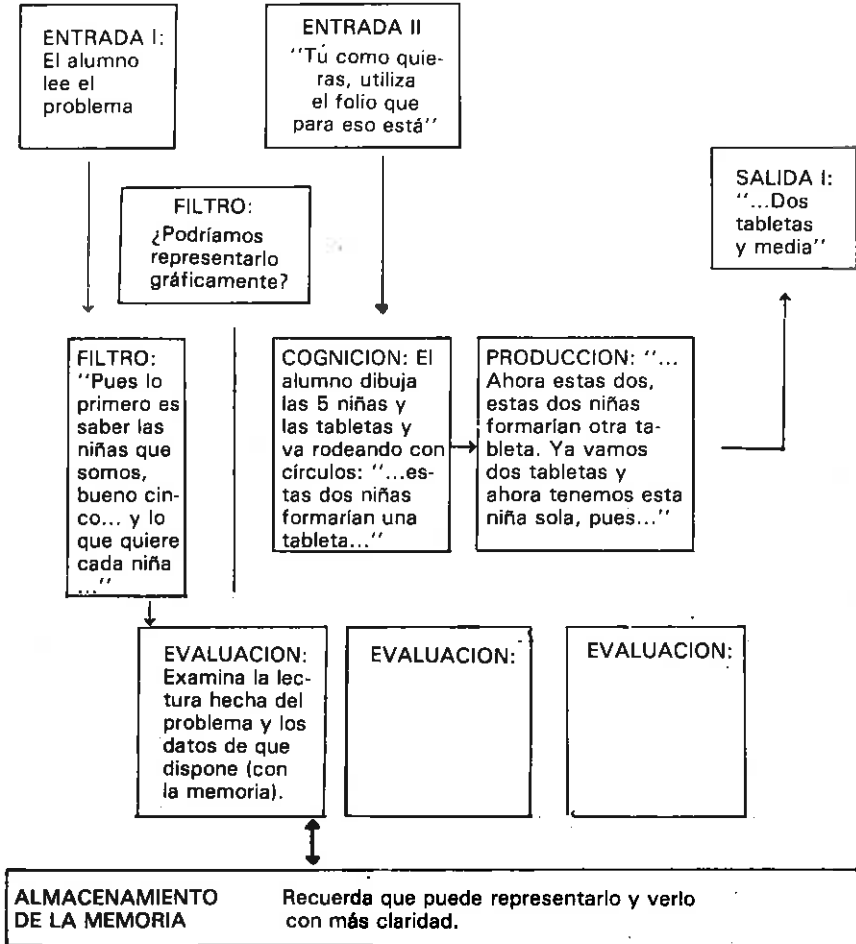 ENTRADA I:
El alumno
lee el
problema
ENTRADA II
"Tú como quie-
ras, utiliza
el folio que
para eso está"
SALIDA I:
"...Dos
tabletas
y media"
FILTRO:
¿Podríamos
representarlo
gráficamente?
FILTRO:
"Pues lo
primero es
saber las
niñas que
somos,
bueno cin-
co... y lo
que quiere
cada niña
..."
COGNICION: El
alumno dibuja
las 5 niñas y
las tabletas y
va rodeando con
círculos: "...es-
tas dos niñas
formarían una
tableta..."
PRODUCCION: "...
Ahora estas dos,
estas dos niñas
formarían otra ta-
bleta. Ya vamos
dos tabletas y
ahora tenemos esta
niña sola, pues..."
EVALUACION:
Examina la lec-
tura hecha del
problema y los
datos de que
dispone (con
la memoria).
EVALUACION:
EVALUACION:
ALMACENAMIENTO
DE LA MEMORIA
Recuerda que puede representarlo y verlo
con más claridad.